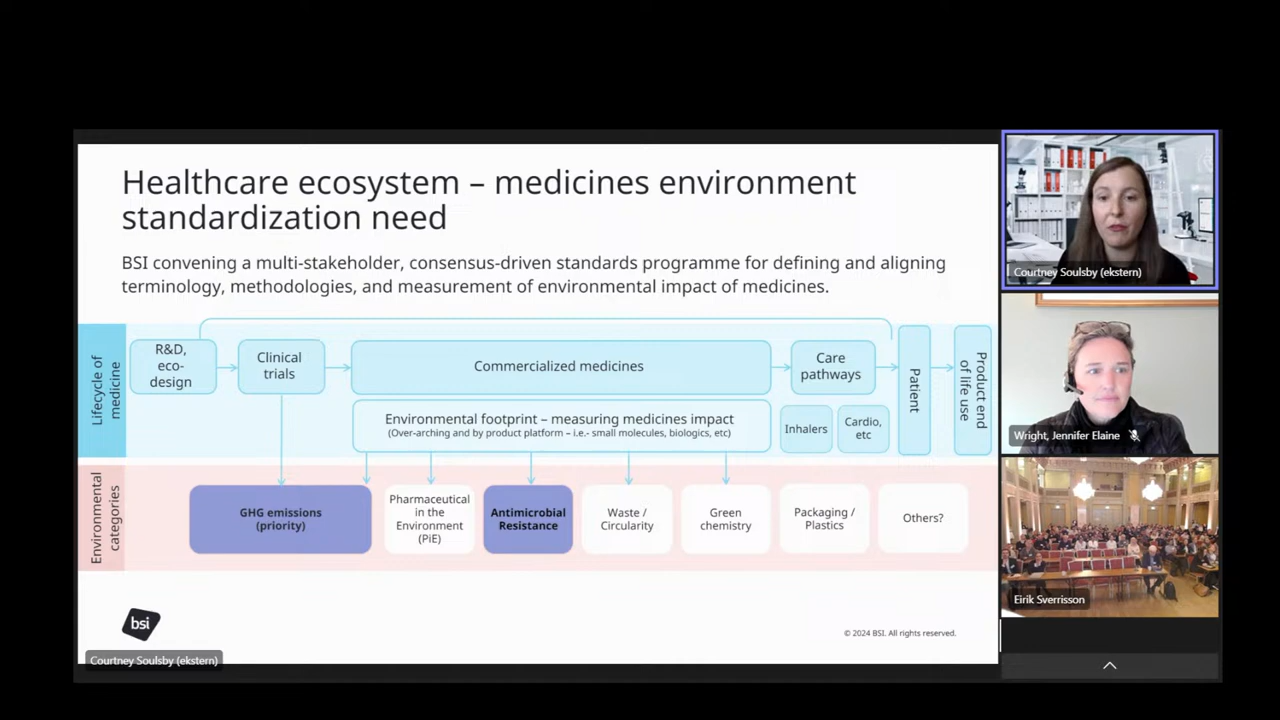 Healthcare ecosystem – medicines environment
standardization need
BSI convening a multi-stakeholder, consensus-driven standards programme for defining and aligning
terminology, methodologies, and measurement of environmental impact of medicines.
Lifecycle of
medicine
R&D,
eco-
design
Clinical
trials
Commercialized medicines
Care
pathways
Patient
Product end
of life use
Environmental footprint – measuring medicines impact
(Over-arching and by product platform – i.e.- small molecules, biologics, etc)
Inhalers
Cardio,
etc
Environmental
categories
GHG emissions
(priority)
Pharmaceutical
in the
Environment
(PiE)
Antimicrobial
Resistance
Waste /
Circularity
Green
chemistry
Packaging /
Plastics
Others?
bsi
© 2024 BSI. All rights reserved.
Courtney Soulsby (ekstern)
Courtney Soulsby (ekstern)
Wright, Jennifer Elaine
Eirik Sverrisson